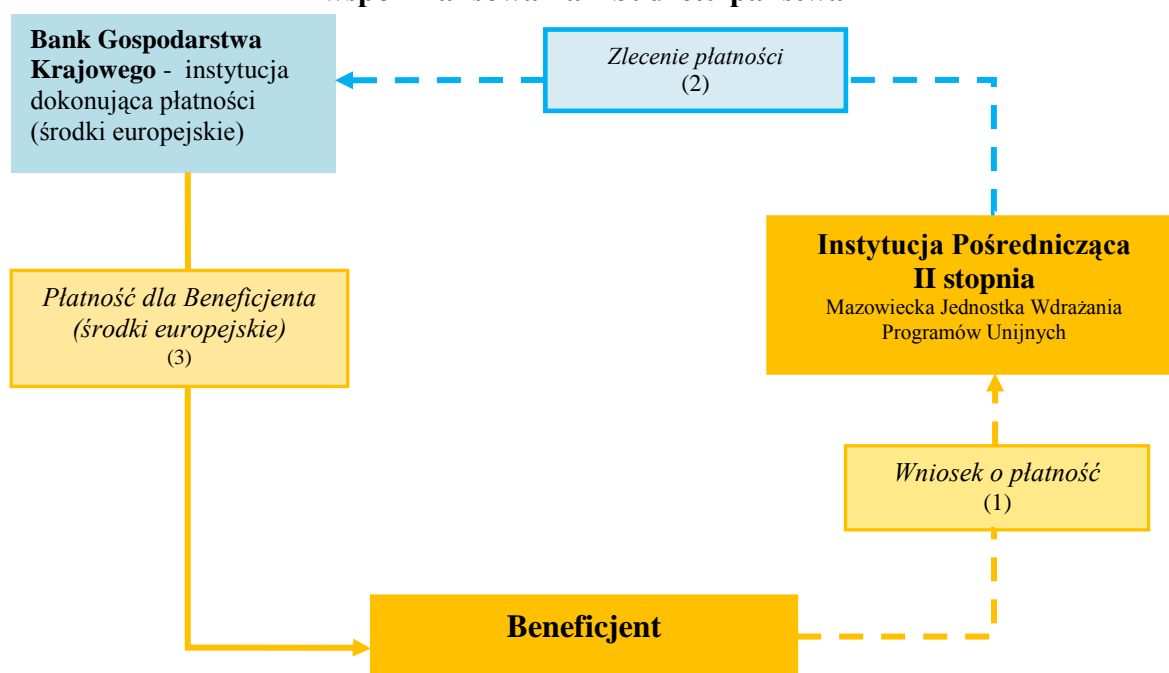 Bank Gospodarstwa
Krajowego - instytucja
dokonująca płatności
(środki europejskie)
Zlecenie płatności
(2)
Instytucja Pośrednicząca
II stopnia
Mazowiecka Jednostka Wdrażania
Programów Unijnych
Płatność dla Beneficjenta
(środki europejskie)
(3)
Wniosek o płatność
(1)
Beneficjent